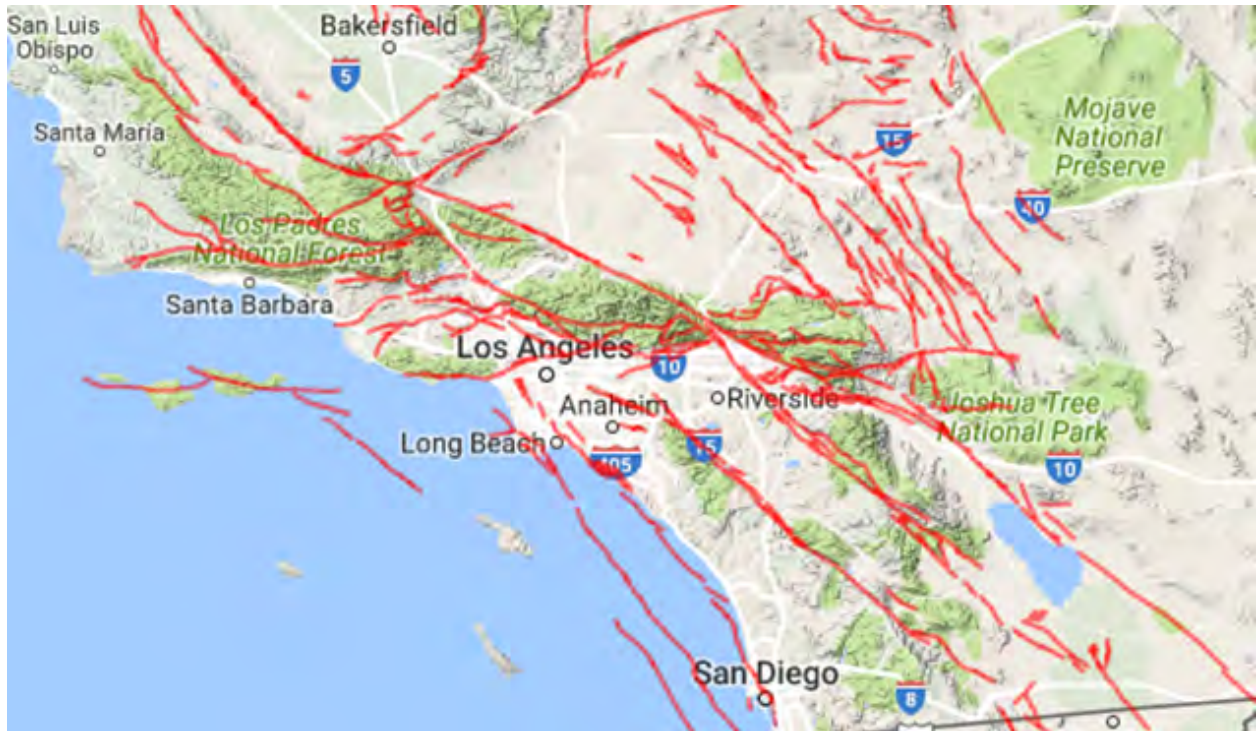 San Luis
Obispo
Bakersfield
5
Santa Maria
Mojave
National
Preserve
15
40
Los Padres
National Forest
Santa Barbara
Los Angeles
10
Anaheim
Riverside
Joshua Tree
National Park
Long Beach
405
15
10
San Diego
8